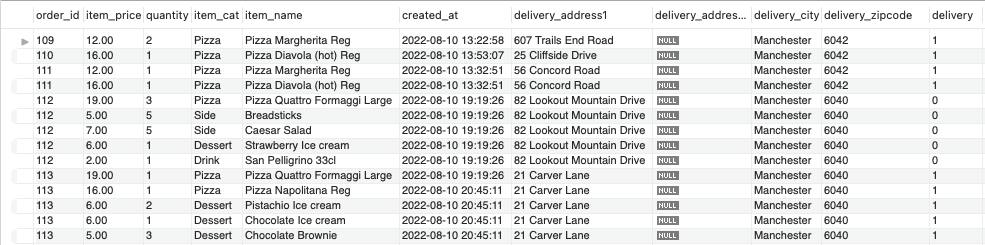 order_id item_price quantity item_cat item_name created_at delivery_address1 delivery_addres... delivery_city delivery_zipcode delivery
109 12.00 2 Pizza Pizza Margherita Reg 2022-08-10 13:22:58 607 Trails End Road NULL Manchester 6042 1
110 16.00 1 Pizza Pizza Diavola (hot) Reg 2022-08-10 13:53:07 25 Cliffside Drive NULL Manchester 6042 1
111 12.00 1 Pizza Pizza Margherita Reg 2022-08-10 13:32:51 56 Concord Road NULL Manchester 6042 1
111 16.00 1 Pizza Pizza Diavola (hot) Reg 2022-08-10 13:32:51 56 Concord Road NULL Manchester 6042 1
112 19.00 3 Pizza Pizza Quattro Formaggi Large 2022-08-10 19:19:26 82 Lookout Mountain Drive NULL Manchester 6040 0
112 5.00 5 Side Breadsticks 2022-08-10 19:19:26 82 Lookout Mountain Drive NULL Manchester 6040 0
112 7.00 5 Side Caesar Salad 2022-08-10 19:19:26 82 Lookout Mountain Drive NULL Manchester 6040 0
112 6.00 1 Dessert Strawberry Ice cream 2022-08-10 19:19:26 82 Lookout Mountain Drive NULL Manchester 6040 0
112 2.00 1 Drink San Pelligrino 33cl 2022-08-10 19:19:26 82 Lookout Mountain Drive NULL Manchester 6040 0
113 19.00 1 Pizza Pizza Quattro Formaggi Large 2022-08-10 19:19:26 21 Carver Lane NULL Manchester 6040 1
113 16.00 1 Pizza Pizza Napolitana Reg 2022-08-10 20:45:11 21 Carver Lane NULL Manchester 6040 1
113 6.00 2 Dessert Pistachio Ice cream 2022-08-10 20:45:11 21 Carver Lane NULL Manchester 6040 1
113 6.00 1 Dessert Chocolate Ice cream 2022-08-10 20:45:11 21 Carver Lane NULL Manchester 6040 1
113 5.00 3 Dessert Chocolate Brownie 2022-08-10 20:45:11 21 Carver Lane NULL Manchester 6040 1